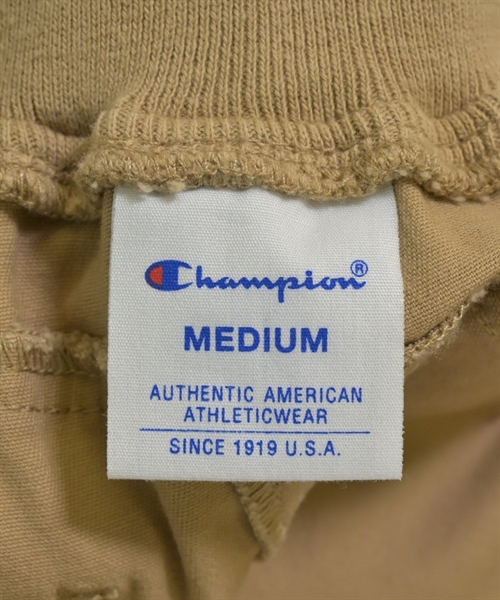 Champion®
MEDIUM
AUTHENTIC AMERICAN
ATHLETICWEAR
SINCE 1919 U.S.A.